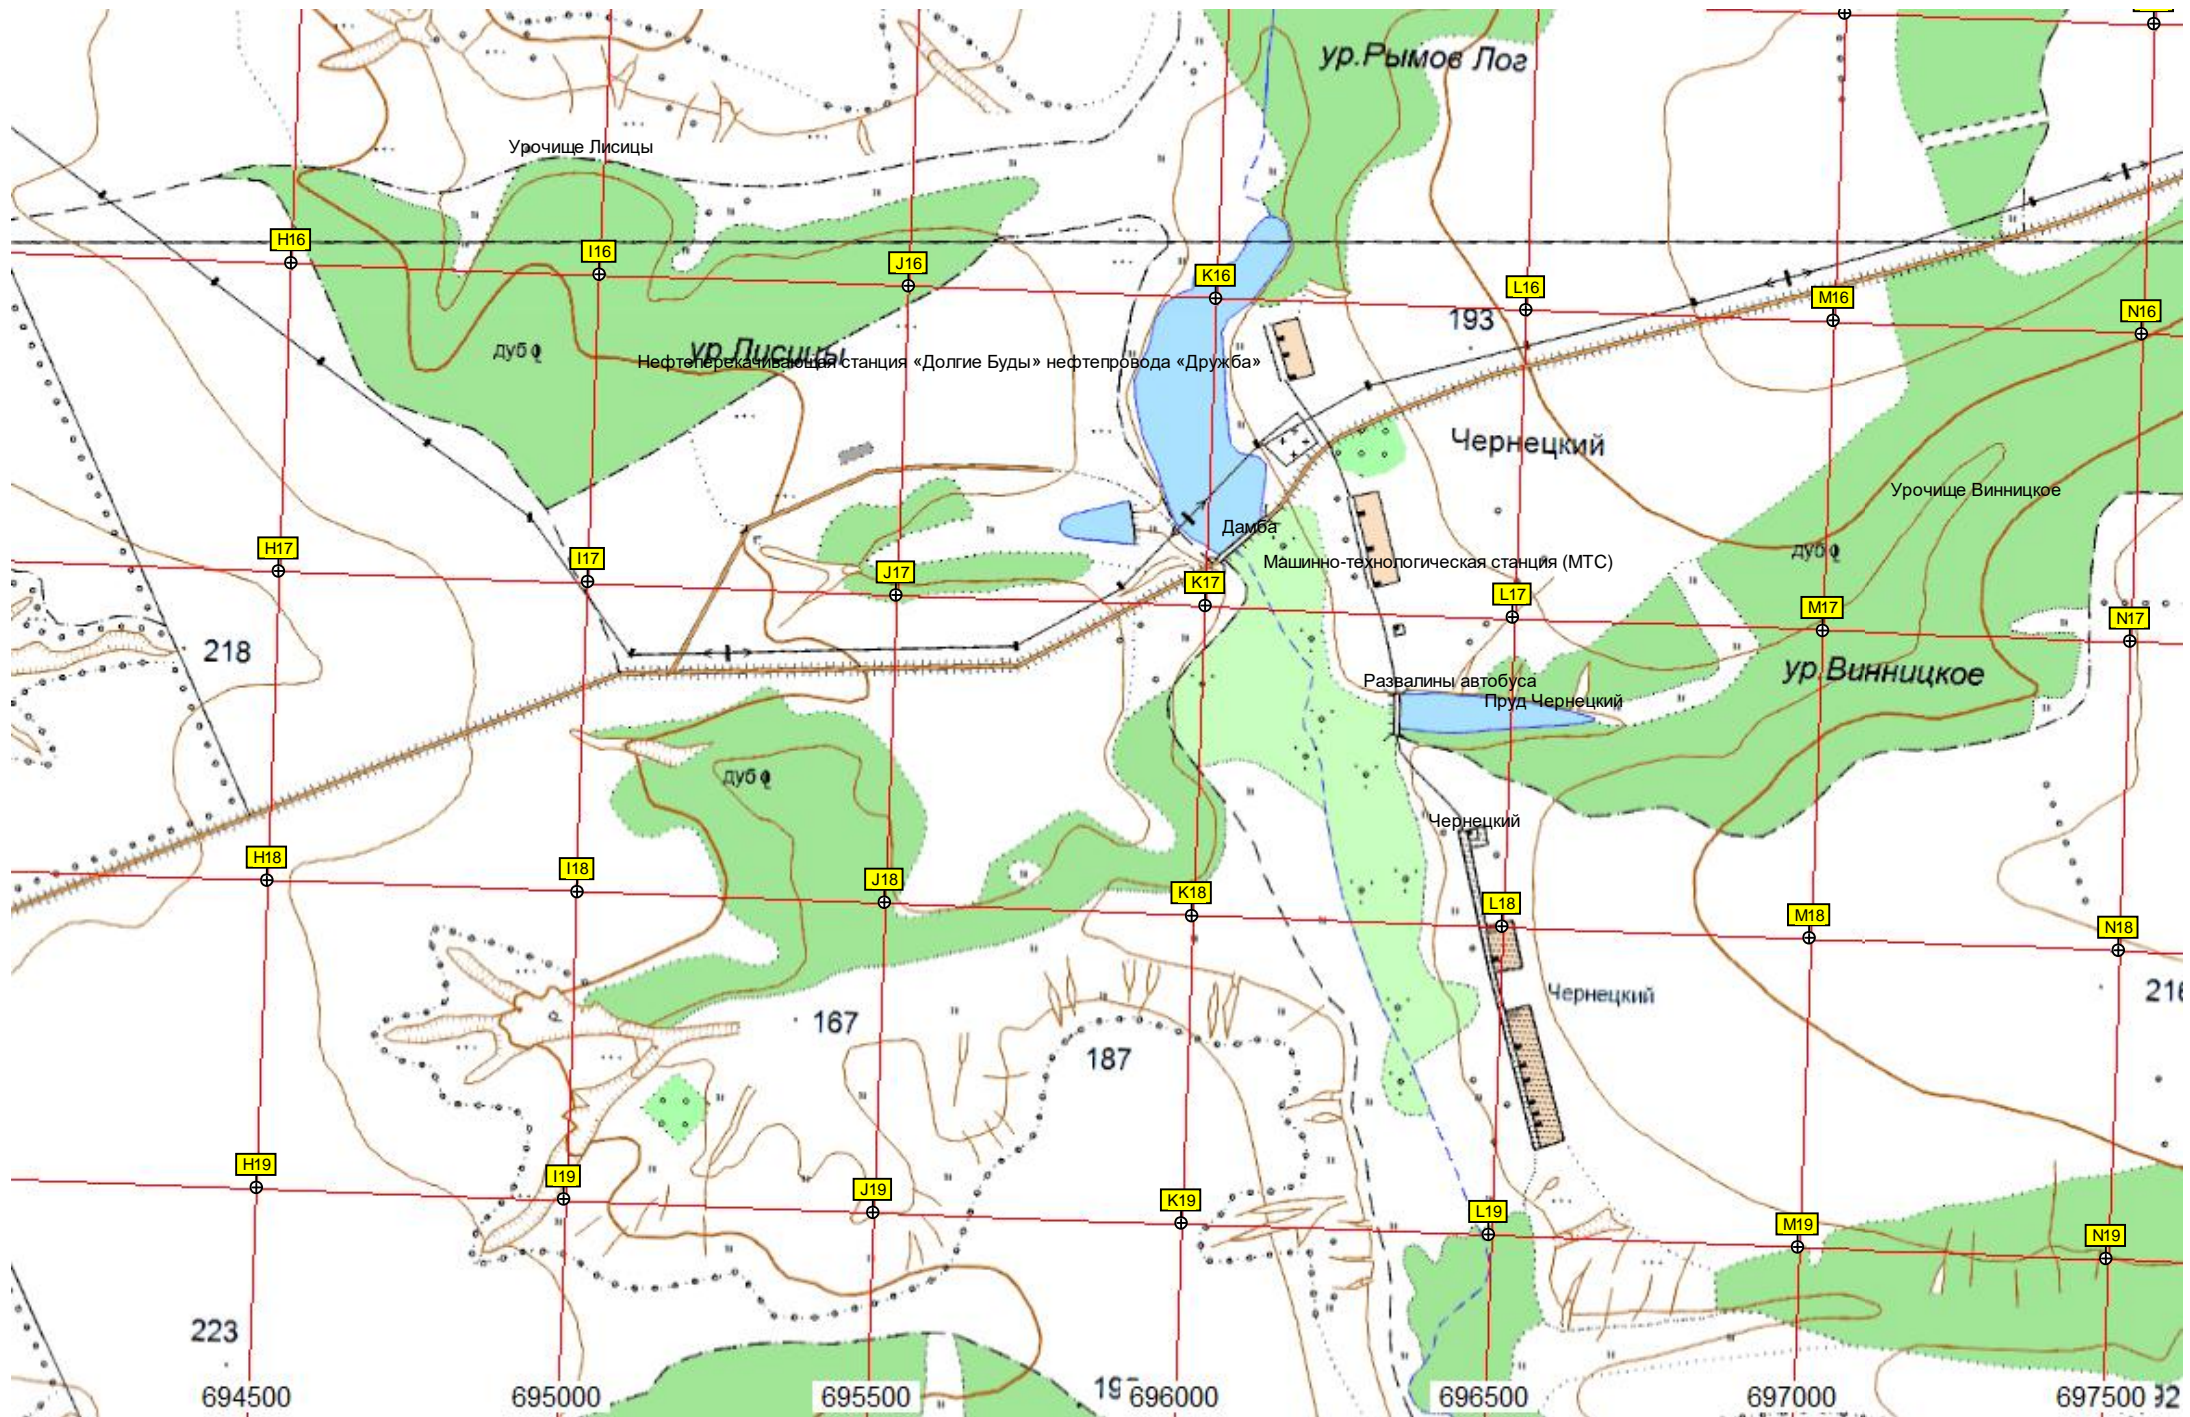 ур.Рымов Лог
Урочище Лисицы
H16
I16
J16
K16
L16
M16
N16
193
дуб
ур.Лисицы
Нефтеперекачивающая станция «Долгие Буды» нефтепровода «Дружба»
Чернецкий
Урочище Винницкое
Дамба
дуб
Машинно-технологическая станция (МТС)
H17
I17
J17
K17
L17
M17
N17
218
ур.Винницкое
Развалины автобуса
Пруд Чернецкий
дуб
Чернецкий
H18
I18
J18
K18
L18
M18
N18
Чернецкий
216
167
187
H19
I19
J19
K19
L19
M19
N19
223
694500
695000
695500
696000
696500
697000
697500